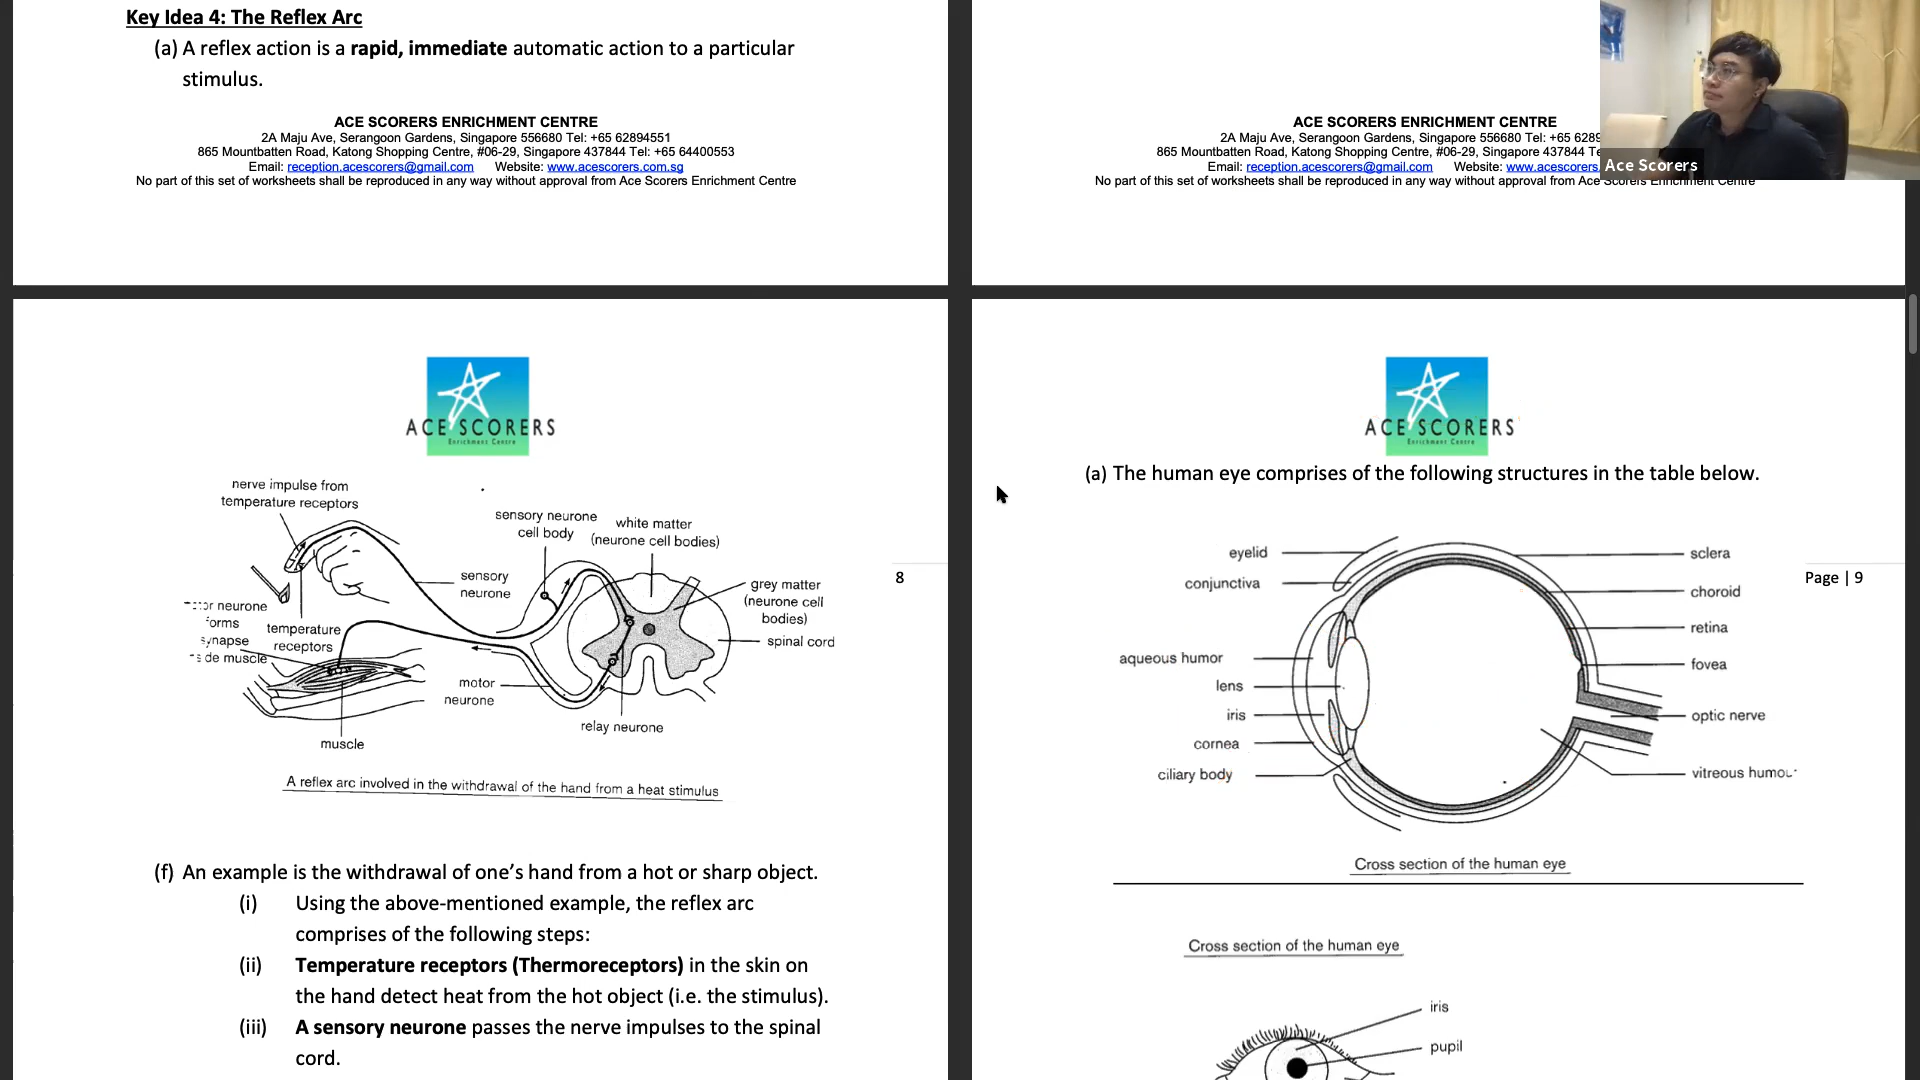 Key Idea 4: The Reflex Arc
(a) A reflex action is a rapid, immediate automatic action to a particular
stimulus.
ACE SCORERS ENRICHMENT CENTRE
2A Maju Ave, Serangoon Gardens, Singapore 556680 Tel: +65 62894551
865 Mountbatten Road, Katong Shopping Centre, #06-29, Singapore 437844 Tel: +65 64400553
Email: reception.acescorers@gmail.com Website: www.acescorers.com.sg
No part of this set of worksheets shall be reproduced in any way without approval from Ace Scorers Enrichment Centre
ACE SCORERS ENRICHMENT CENTRE
2A Maju Ave, Serangoon Gardens, Singapore 556680 Tel: +65 6289
865 Mountbatten Road, Katong Shopping Centre, #06-29, Singapore 437844 Te
Email: reception.acescorers@gmail.com Website: www.acescorers
No part of this set of worksheets shall be reproduced in any way without approval from Ace Scorers Enrichment Centre
Ace Scorers
ACE SCORERS
Enrichment Centre
nerve impulse from
temperature receptors
sensory neurone
cell body
white matter
(neurone cell bodies)
sensory
neurone
grey matter
(neurone cell
bodies)
spinal cord
neurone
synapse
muscle
temperature
receptors
motor
neurone
relay neurone
muscle
A reflex arc involved in the withdrawal of the hand from a heat stimulus
8
(f) An example is the withdrawal of one's hand from a hot or sharp object.
(i) Using the above-mentioned example, the reflex arc
comprises of the following steps:
(ii) Temperature receptors (Thermoreceptors) in the skin on
the hand detect heat from the hot object (i.e. the stimulus).
(iii) A sensory neurone passes the nerve impulses to the spinal
cord.
ACE SCORERS
Enrichment Centre
(a) The human eye comprises of the following structures in the table below.
eyelid
conjunctiva
aqueous humor
lens
iris
cornea
ciliary body
sclera
choroid
retina
fovea
optic nerve
vitreous humou
Page | 9
Cross section of the human eye
Cross section of the human eye
iris
pupil